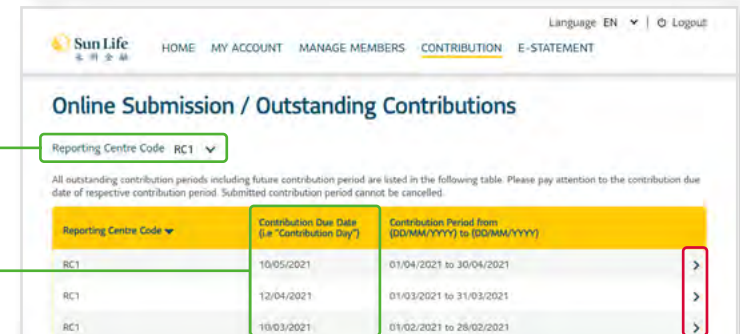 Language EN | Logout
Sun Life
永明金融
HOME MY ACCOUNT MANAGE MEMBERS CONTRIBUTION E-STATEMENT
Online Submission / Outstanding Contributions
Reporting Centre Code RC1
All outstanding contribution periods including future contribution period are listed in the following table. Please pay attention to the contribution due
date of respective contribution period. Submitted contribution period cannot be cancelled.
Reporting Centre Code
Contribution Due Date
(i.e "Contribution Day")
Contribution Period from
(DD/MM/YYYY) to (DD/MM/YYYY)
RC1 10/05/2021 01/04/2021 to 30/04/2021 >
RC1 12/04/2021 01/03/2021 to 31/03/2021 >
RC1 10/03/2021 01/02/2021 to 28/02/2021 >